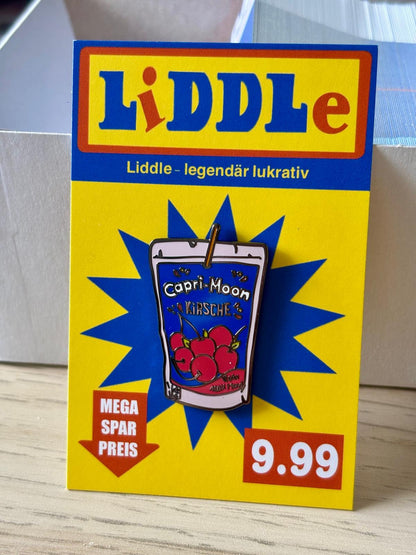 LiDDLe
Liddle - legendär lukrativ
Capri-Moon
KiRSCHE
MEGA
SPAR
PREIS
9.99